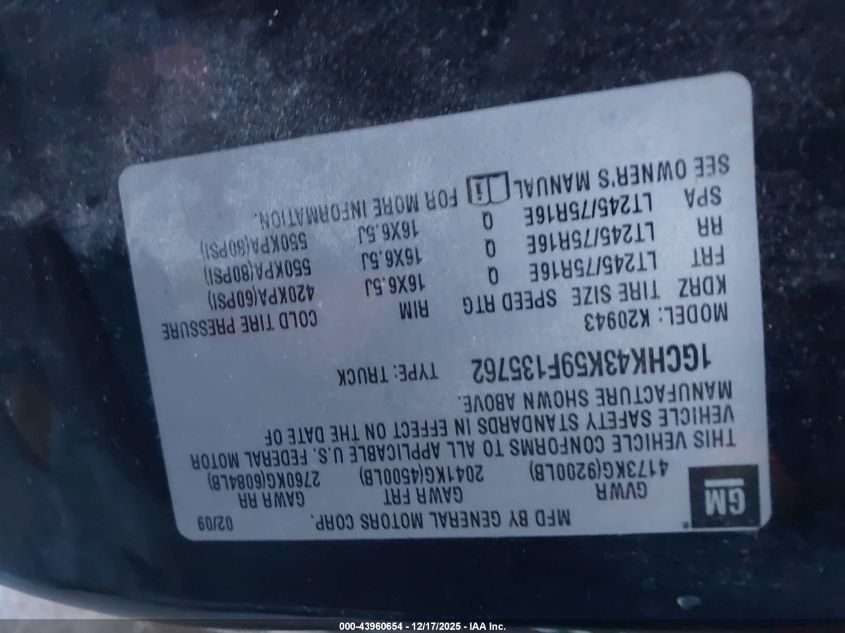 MFD BY GENERAL MOTORS CORP. 02/09
GM
GVWR GAWR FRT GAWR RR
4173KG(9200LB) 2041KG(4500LB) 2760KG(6084LB)
THIS VEHICLE CONFORMS TO ALL APPLICABLE U.S. FEDERAL MOTOR
VEHICLE SAFETY STANDARDS IN EFFECT ON THE DATE OF
MANUFACTURE SHOWN ABOVE.
1GCHK43K59F135762 TYPE: TRUCK
MODEL: K20943
KDRZ TIRE SIZE SPEED RTG RIM COLD TIRE PRESSURE
FRT LT245/75R16E Q 16X6.5J 420KPA(60PSI)
RR LT245/75R16E Q 16X6.5J 550KPA(80PSI)
SPA LT245/75R16E Q 16X6.5J 550KPA(80PSI)
SEE OWNER'S MANUAL i FOR MORE INFORMATION.
000-43960654 - 12/17/2025 - IAA Inc.